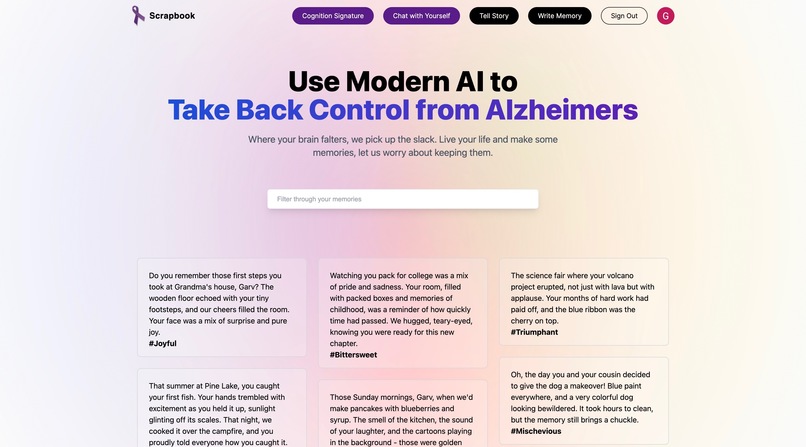 Scrapbook
Cognition Signature
Chat with Yourself
Tell Story
Write Memory
Sign Out
G
Use Modern AI to
Take Back Control from Alzheimers
Where your brain falters, we pick up the slack. Live your life and make some
memories, let us worry about keeping them.
Filter through your memories
Do you remember those first steps you
took at Grandma's house, Garv? The
wooden floor echoed with your tiny
footsteps, and our cheers filled the room.
Your face was a mix of surprise and pure
joy.
#Joyful
That summer at Pine Lake, you caught
your first fish. Your hands trembled with
excitement as you held it up, sunlight
glinting off its scales. That night, we
cooked it over the campfire, and you
proudly told everyone how you caught it.
Watching you pack for college was a mix
of pride and sadness. Your room, filled
with packed boxes and memories of
childhood, was a reminder of how quickly
time had passed. We hugged, teary-eyed,
knowing you were ready for this new
chapter.
#Bittersweet
Those Sunday mornings, Garv, when we'd
make pancakes with blueberries and
syrup. The smell of the kitchen, the sound
of your laughter, and the cartoons playing
in the background - those were golden
The science fair where your volcano
project erupted, not just with lava but with
applause. Your months of hard work had
paid off, and the blue ribbon was the
cherry on top.
#Triumphant
Oh, the day you and your cousin decided
to give the dog a makeover! Blue paint
everywhere, and a very colorful dog
looking bewildered. It took hours to clean,
but the memory still brings a chuckle.
#Mischevious